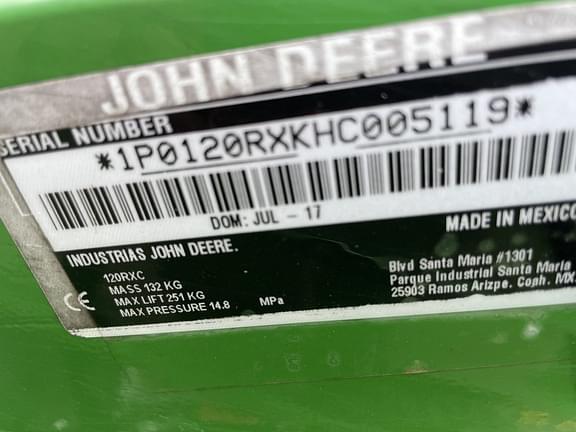 JOHN DEERE
SERIAL NUMBER
*1P0120RXKHC005119*
DOM: JUL - 17
MADE IN MEXICO
INDUSTRIAS JOHN DEERE.
120RXC
MASS 132 KG
MAX LIFT 251 KG
MAX PRESSURE 14.8 MPa
CE
Blvd Santa Maria #1301
Parque Industrial Santa Maria
25903 Ramos Arizpe, Coah. MX